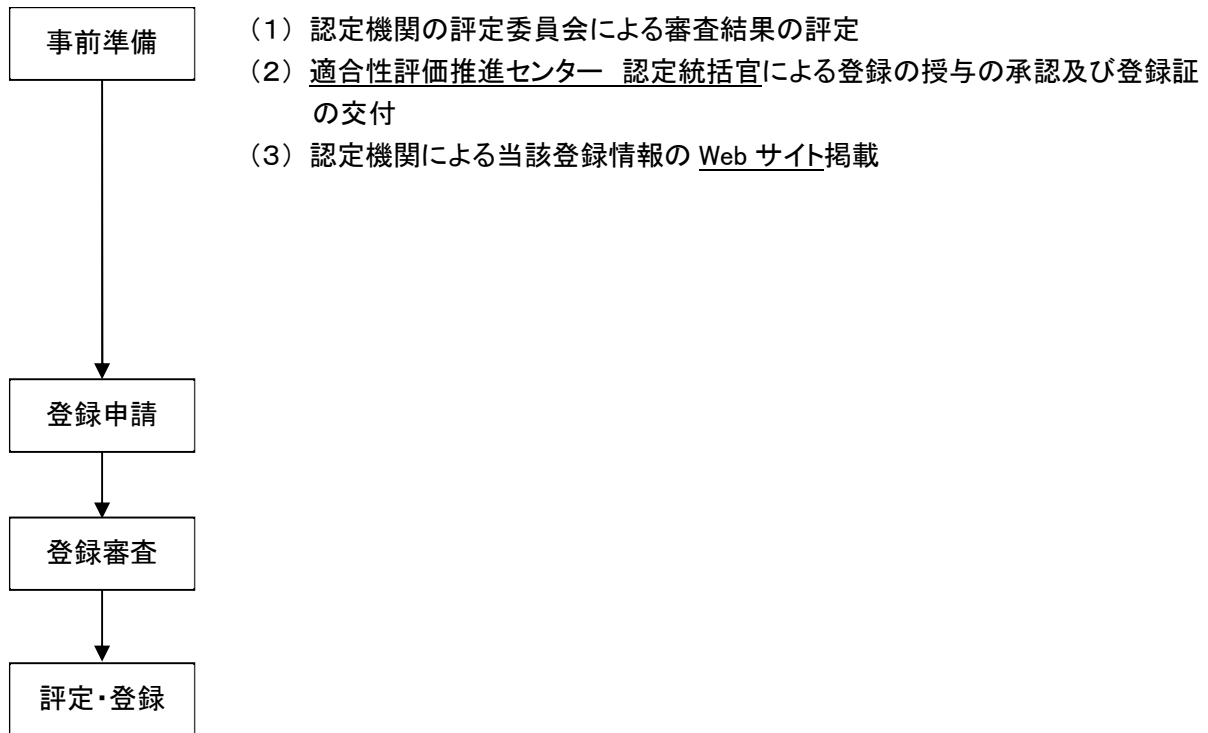 事前準備
（１） 認定機関の評定委員会による審査結果の評定
（２） 適合性評価推進センター　認定統括官による登録の授与の承認及び登録証
の交付
（３） 認定機関による当該登録情報の Web サイト掲載
登録申請
登録審査
評定・登録